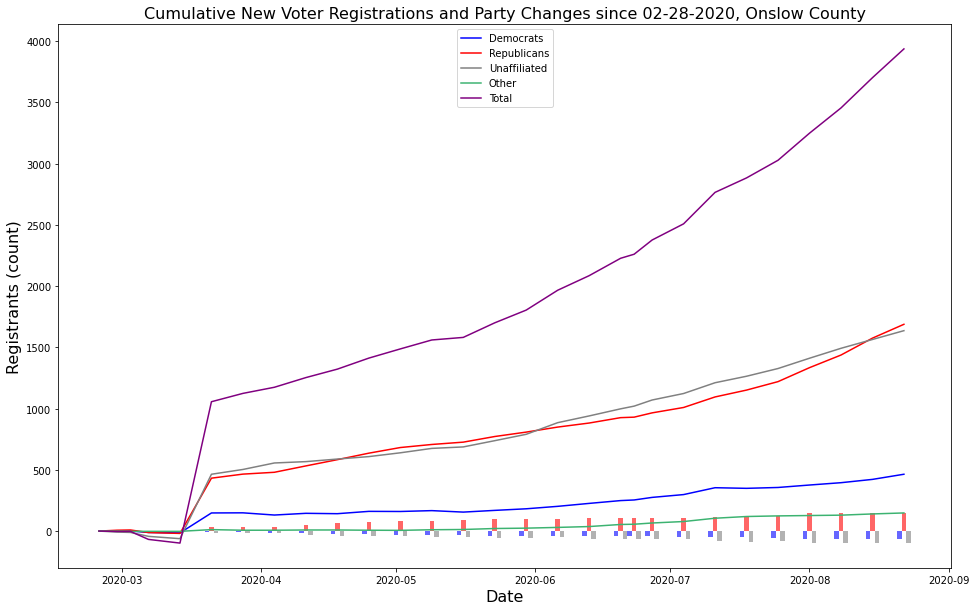 Cumulative New Voter Registrations and Party Changes since 02-28-2020, Onslow County
Democrats
Republicans
Unaffiliated
Other
Total
Registrants (count)
4000
3500
3000
2500
2000
1500
1000
500
0
2020-03
2020-04
2020-05
2020-06
2020-07
2020-08
2020-09
Date